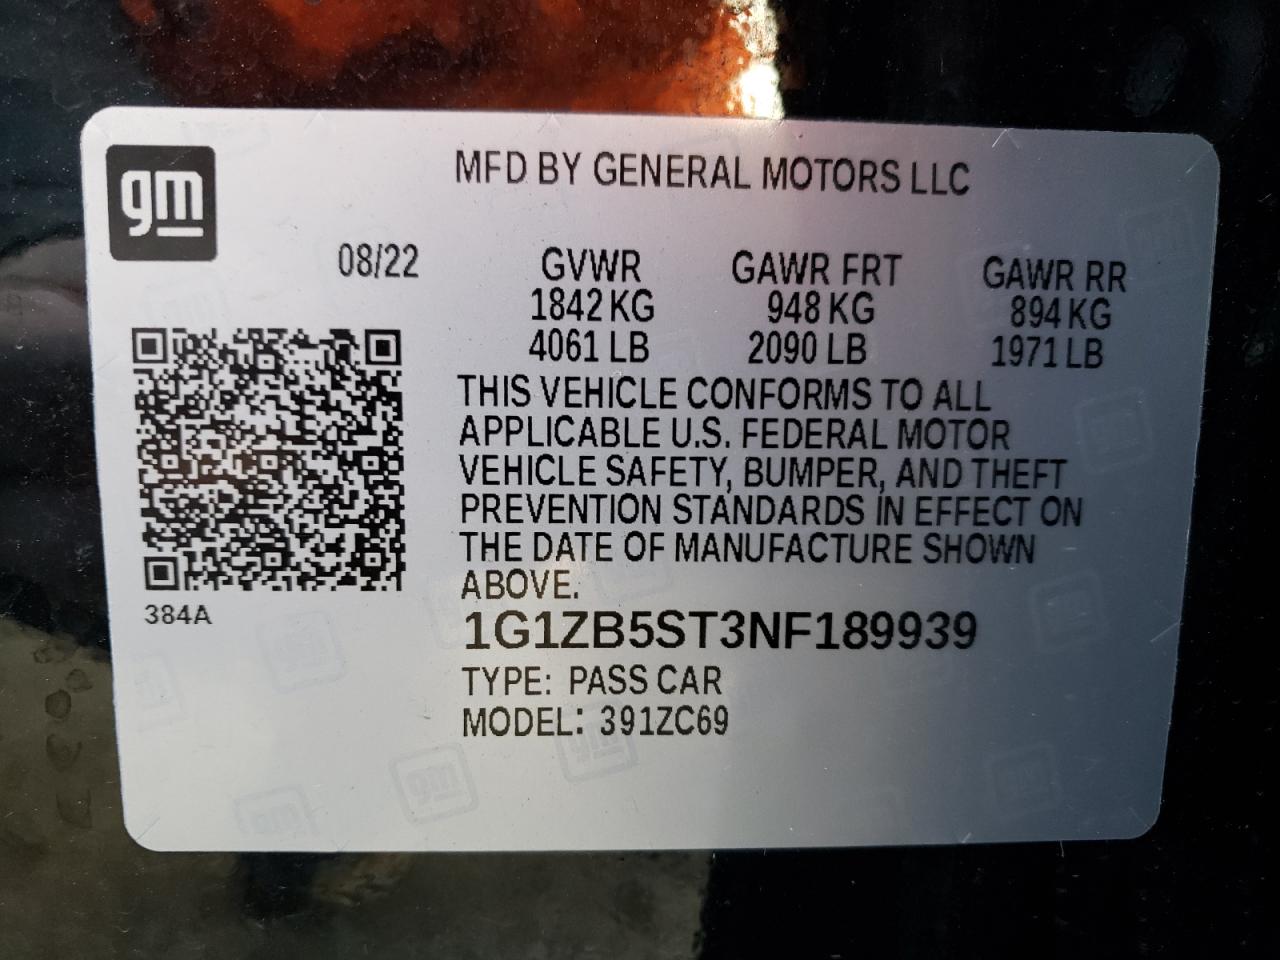 gm
MFD BY GENERAL MOTORS LLC
08/22 GVWR GAWR FRT GAWR RR
1842 KG 948 KG 894 KG
4061 LB 2090 LB 1971 LB
THIS VEHICLE CONFORMS TO ALL
APPLICABLE U.S. FEDERAL MOTOR
VEHICLE SAFETY, BUMPER, AND THEFT
PREVENTION STANDARDS IN EFFECT ON
THE DATE OF MANUFACTURE SHOWN
ABOVE.
384A
1G1ZB5ST3NF189939
TYPE: PASS CAR
MODEL: 391ZC69